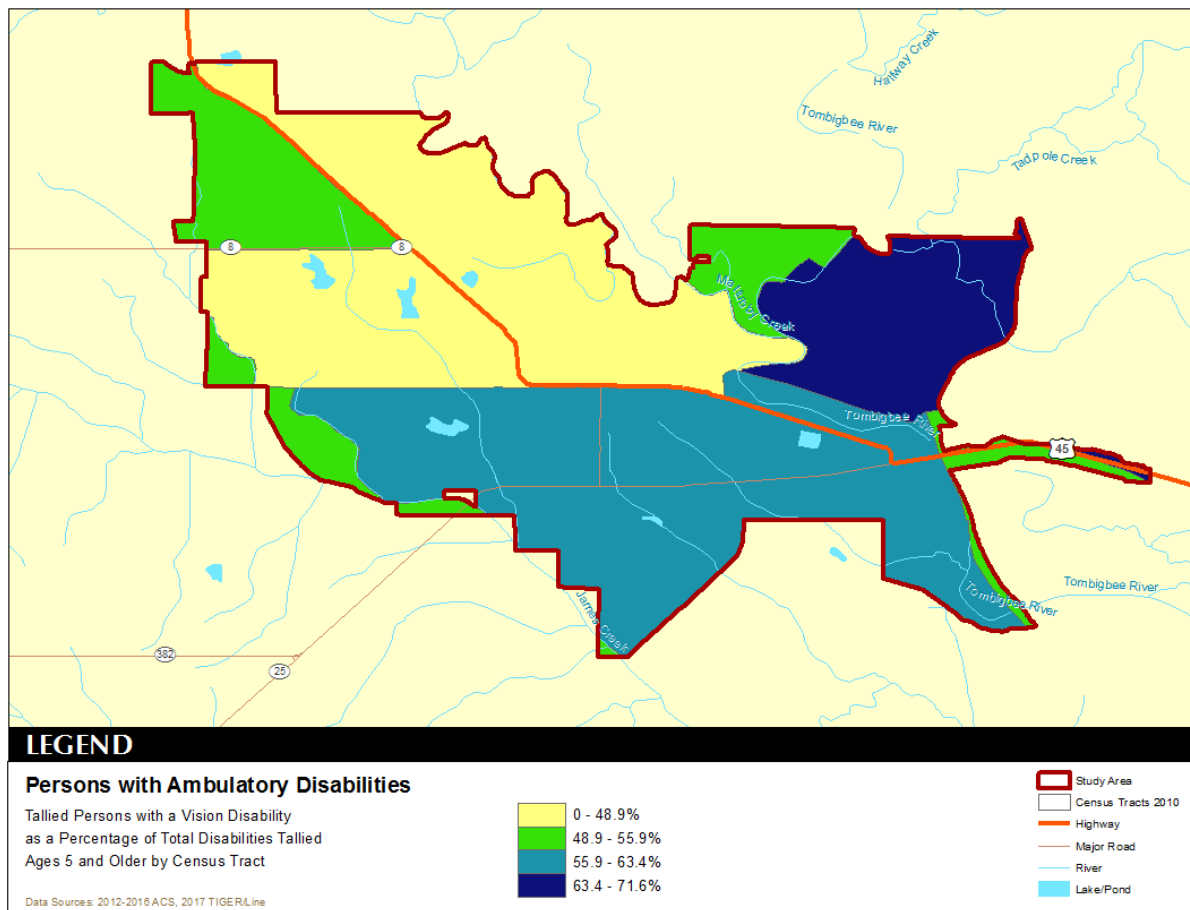 Halfway Creek
Tombigbee River
Tadpole Creek
8
8
Matubby Creek
Tombigbee River
45
Tombigbee River
Tombigbee River
James Creek
382
25
LEGEND
Persons with Ambulatory Disabilities
Tallied Persons with a Vision Disability
as a Percentage of Total Disabilities Tallied
Ages 5 and Older by Census Tract
Data Sources: 2012-2016 ACS, 2017 TIGER/Line
0 - 48.9%
48.9 - 55.9%
55.9 - 63.4%
63.4 - 71.6%
Study Area
Census Tracts 2010
Highway
Major Road
River
Lake/Pond